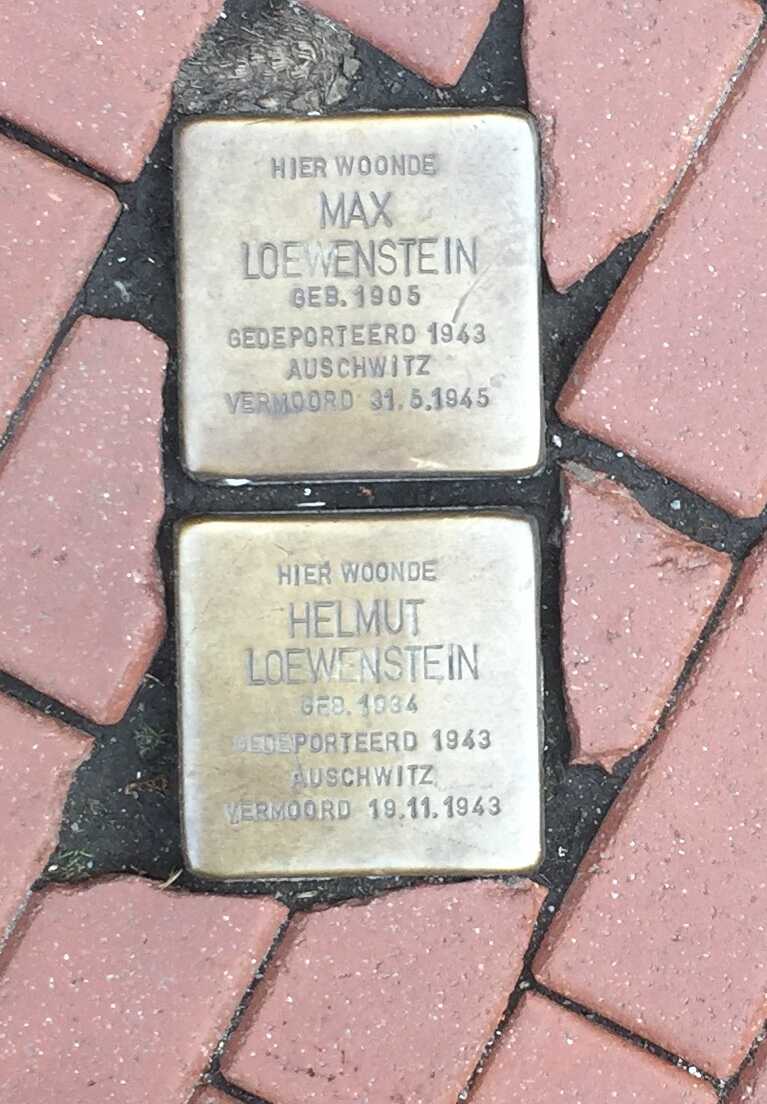 HIER WOONDE
MAX
LOEWENSTEIN
GEB. 1905
GEDEPORTEERD 1943
AUSCHWITZ
VERMOORD 31.5.1945
HIER WOONDE
HELMUT
LOEWENSTEIN
GEB. 1934
GEDEPORTEERD 1943
AUSCHWITZ
VERMOORD 19.11.1943